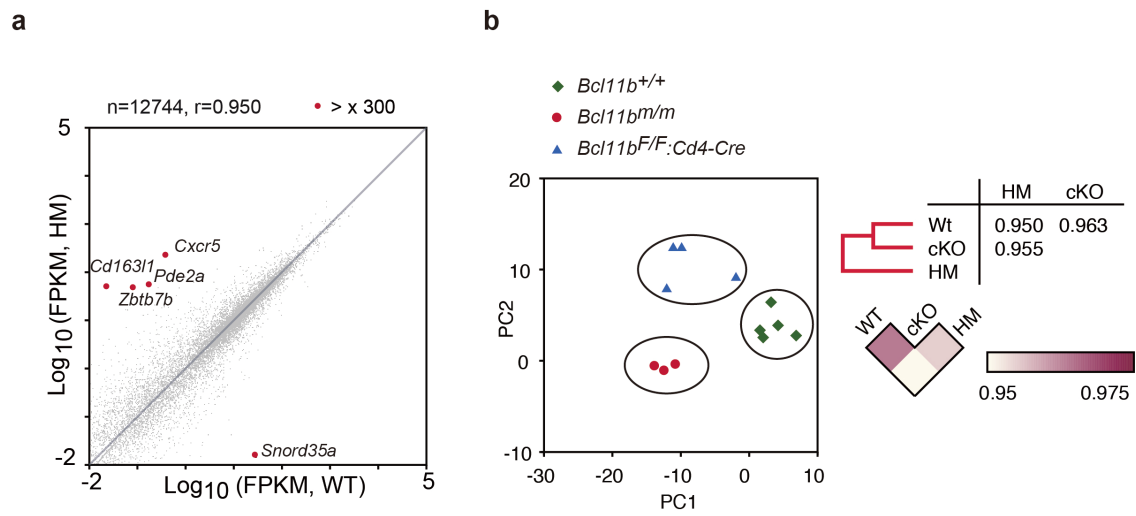 a
n=12744, r=0.950 > x 300
5
Log10 (FPKM, HM)
Cxcr5
Cd163l1
Pde2a
Zbtb7b
Snord35a
-2
-2
Log10 (FPKM, WT)
5
b
Bcl11b+/+
Bcl11bm/m
Bcl11bF/F:Cd4-Cre
20
10
0
-10
PC2
-30 -20 -10 0 10
PC1
HM cKO
Wt 0.950 0.963
cKO 0.955
HM
WT cKO HM
0.95 0.975